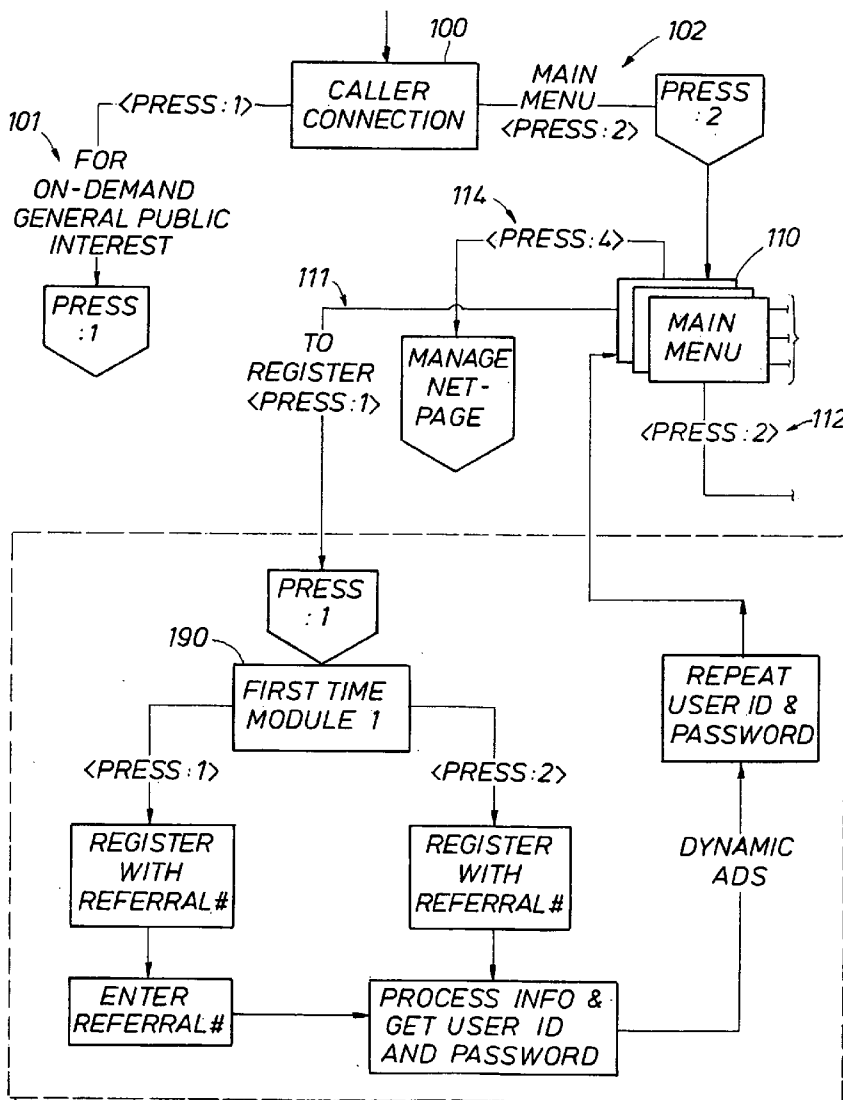 100
102
CALLER
CONNECTION
MAIN
MENU
<PRESS:2>
PRESS
:2
<PRESS:1>
101
FOR
ON-DEMAND
GENERAL PUBLIC
INTEREST
PRESS
:1
114
<PRESS:4>
110
111
MAIN
MENU
TO
REGISTER
<PRESS:1>
MANAGE
NET-
PAGE
<PRESS:2>
112
PRESS
:1
190
FIRST TIME
MODULE 1
REPEAT
USER ID &
PASSWORD
<PRESS:1>
<PRESS:2>
REGISTER
WITH
REFERRAL#
REGISTER
WITH
REFERRAL#
DYNAMIC
ADS
ENTER
REFERRAL#
PROCESS INFO &
GET USER ID
AND PASSWORD